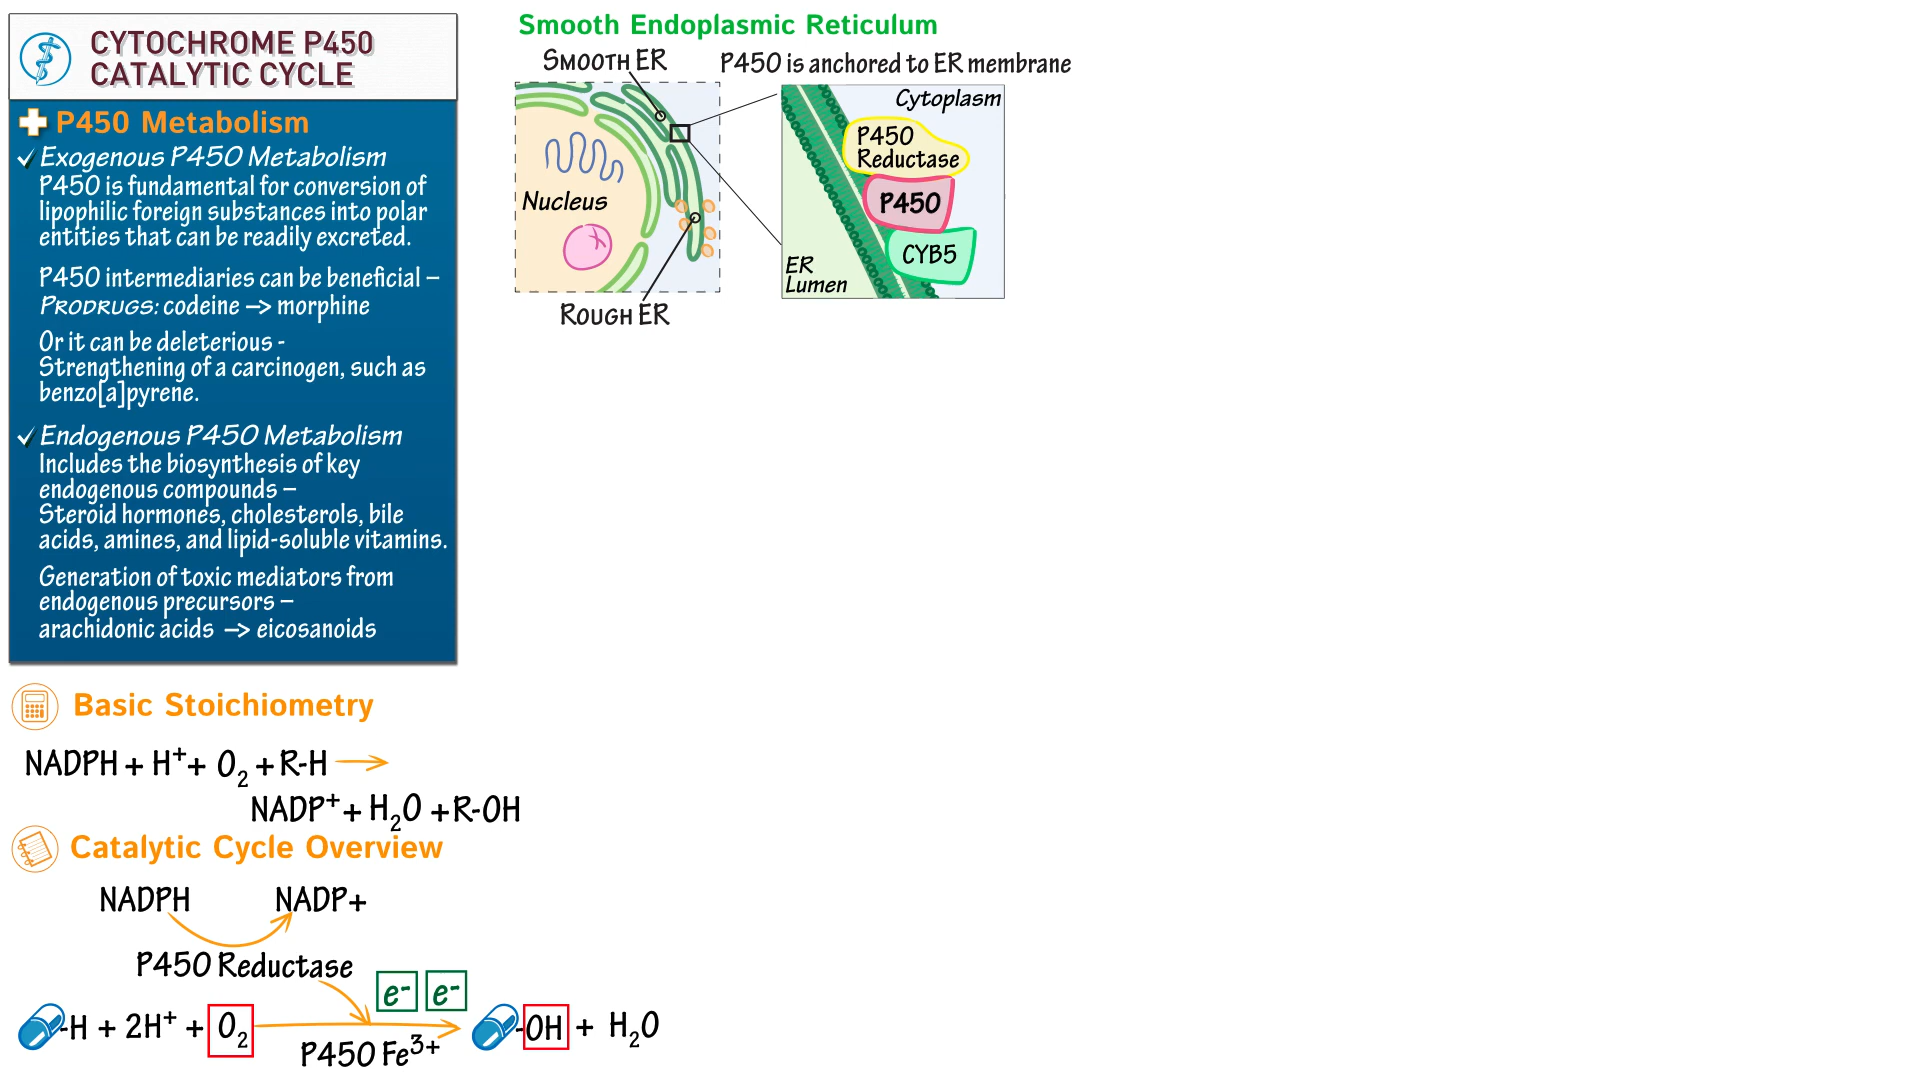 CYTOCHROME P450
CATALYTIC CYCLE
P450 Metabolism
Exogenous P450 Metabolism
P450 is fundamental for conversion of
lipophilic foreign substances into polar
entities that can be readily excreted.
P450 intermediaries can be beneficial –
PRODRUGS: codeine –> morphine
Or it can be deleterious -
Strengthening of a carcinogen, such as
benzo[a]pyrene.
Endogenous P450 Metabolism
Includes the biosynthesis of key
endogenous compounds –
Steroid hormones, cholesterols, bile
acids, amines, and lipid-soluble vitamins.
Generation of toxic mediators from
endogenous precursors –
arachidonic acids –> eicosanoids
Basic Stoichiometry
NADPH + H⁺ + O₂ + R-H →
NADP⁺ + H₂O + R-OH
Catalytic Cycle Overview
NADPH NADP+
P450 Reductase
e⁻ e⁻
-H + 2H⁺ + O₂ -OH + H₂O
P450 Fe³⁺
Smooth Endoplasmic Reticulum
SMOOTH ER
P450 is anchored to ER membrane
Nucleus
ROUGH ER
Cytoplasm
P450
Reductase
P450
CYB5
ER
Lumen